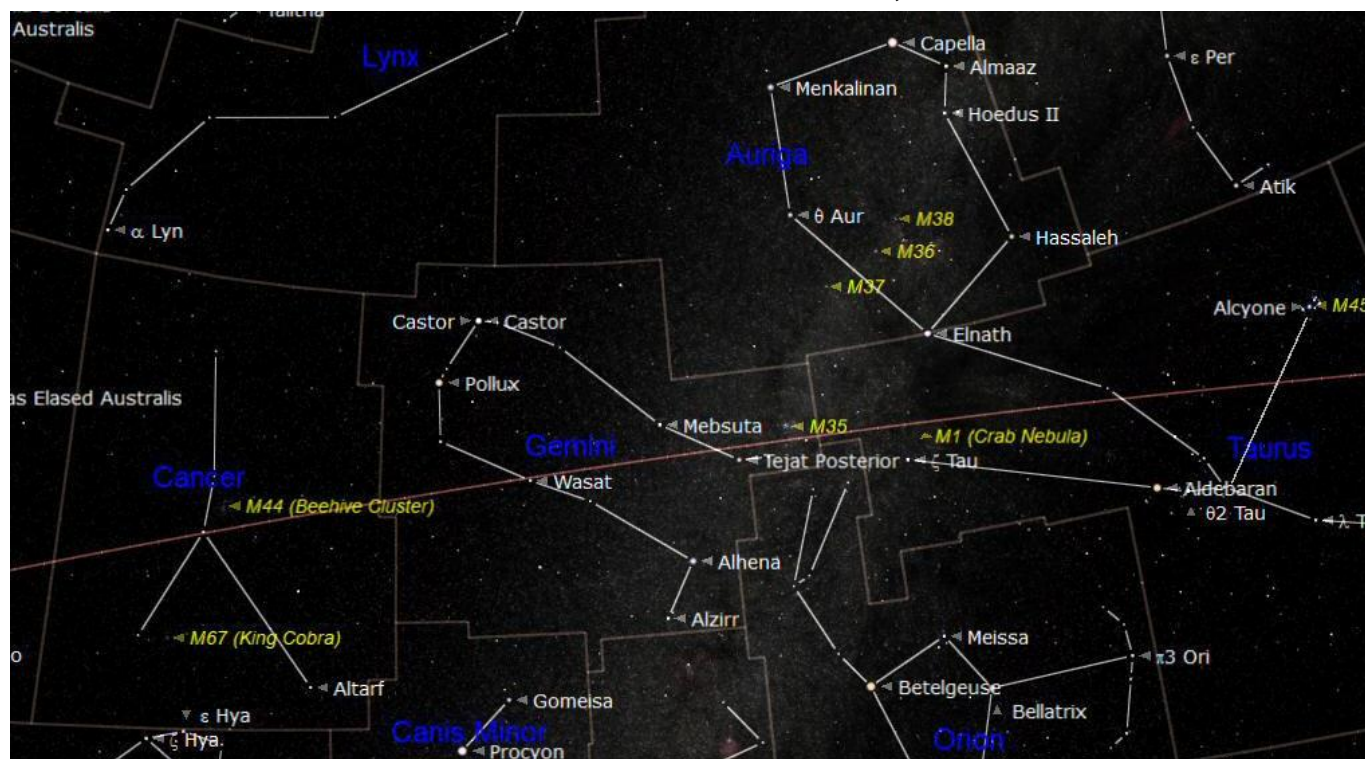 Talitha
Australis
Lynx
Capella
Almaaz
ε Per
Menkalinan
Hoedus II
Auriga
Atik
θ Aur
M38
α Lyn
Hassaleh
M36
M37
Alcyone
M45
Castor
Castor
Elnath
Pollux
as Elased Australis
Mebsuta
M35
M1 (Crab Nebula)
Gemini
Taurus
Tejat Posterior
ζ Tau
Cancer
Wasat
Aldebaran
M44 (Beehive Cluster)
θ2 Tau
λ T
Alhena
Alzirr
M67 (King Cobra)
Meissa
o
π3 Ori
Altarf
Betelgeuse
Gomeisa
Bellatrix
ε Hya
Canis Minor
Orion
ζ Hya
Procyon